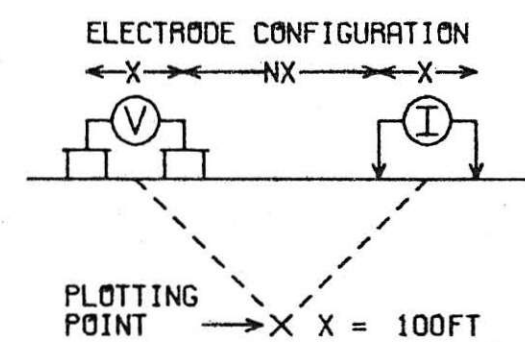 ELECTRODE CONFIGURATION
X NX X
V I
PLOTTING
POINT X X = 100FT